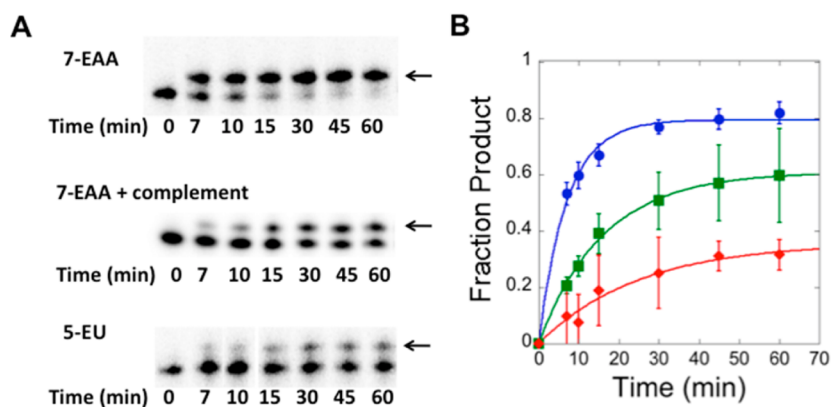 A
7-EAA
Time (min) 0 7 10 15 30 45 60
7-EAA + complement
Time (min) 0 7 10 15 30 45 60
5-EU
Time (min) 0 7 10 15 30 45 60
B
Fraction Product
1
0.8
0.6
0.4
0.2
0
0 10 20 30 40 50 60 70
Time (min)